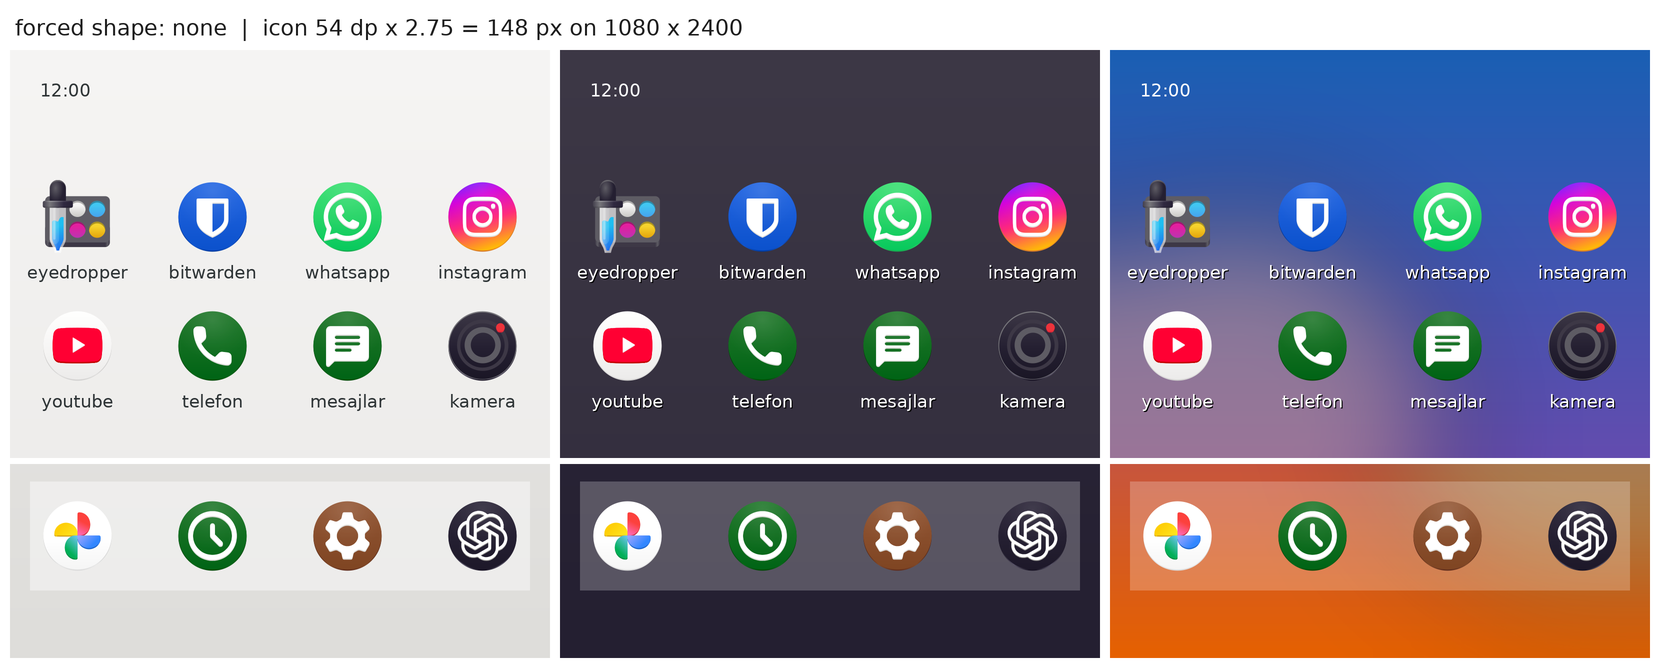 forced shape: none | icon 54 dp x 2.75 = 148 px on 1080 x 2400
12:00
eyedropper bitwarden whatsapp instagram
youtube telefon mesajlar kamera
12:00
eyedropper bitwarden whatsapp instagram
youtube telefon mesajlar kamera
12:00
eyedropper bitwarden whatsapp instagram
youtube telefon mesajlar kamera